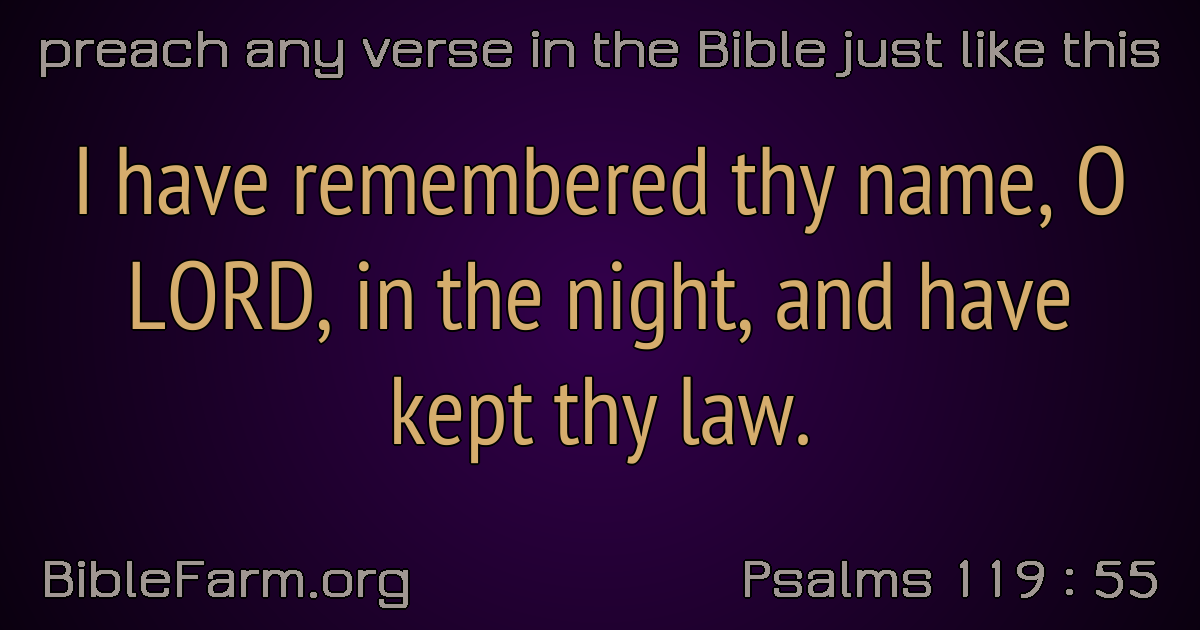 preach any verse in the Bible just like this
I have remembered thy name, O
LORD, in the night, and have
kept thy law.
BibleFarm.org
Psalms 119 : 55